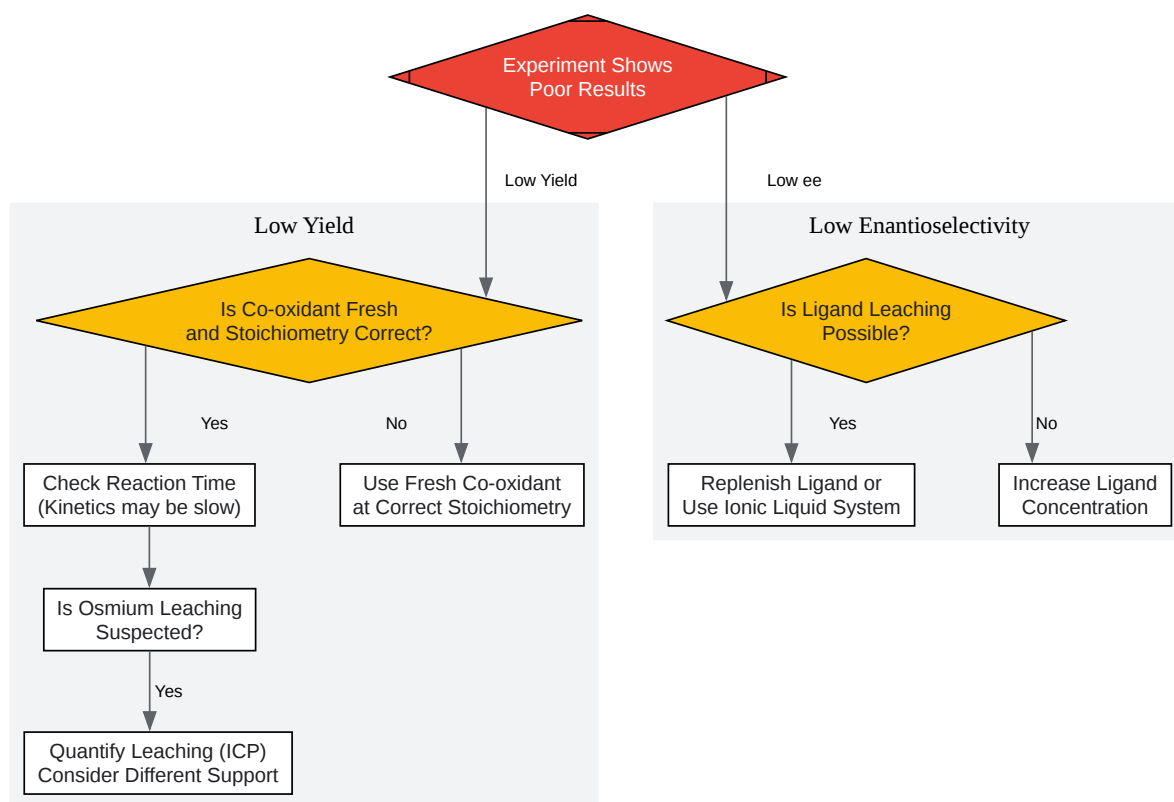 Experiment Shows
Poor Results
Low Yield
Low ee
Low Yield
Low Enantioselectivity
Is Co-oxidant Fresh
and Stoichiometry Correct?
Is Ligand Leaching
Possible?
Yes
No
Yes
No
Check Reaction Time
(Kinetics may be slow)
Use Fresh Co-oxidant
at Correct Stoichiometry
Replenish Ligand or
Use Ionic Liquid System
Increase Ligand
Concentration
Is Osmium Leaching
Suspected?
Yes
Quantify Leaching (ICP)
Consider Different Support